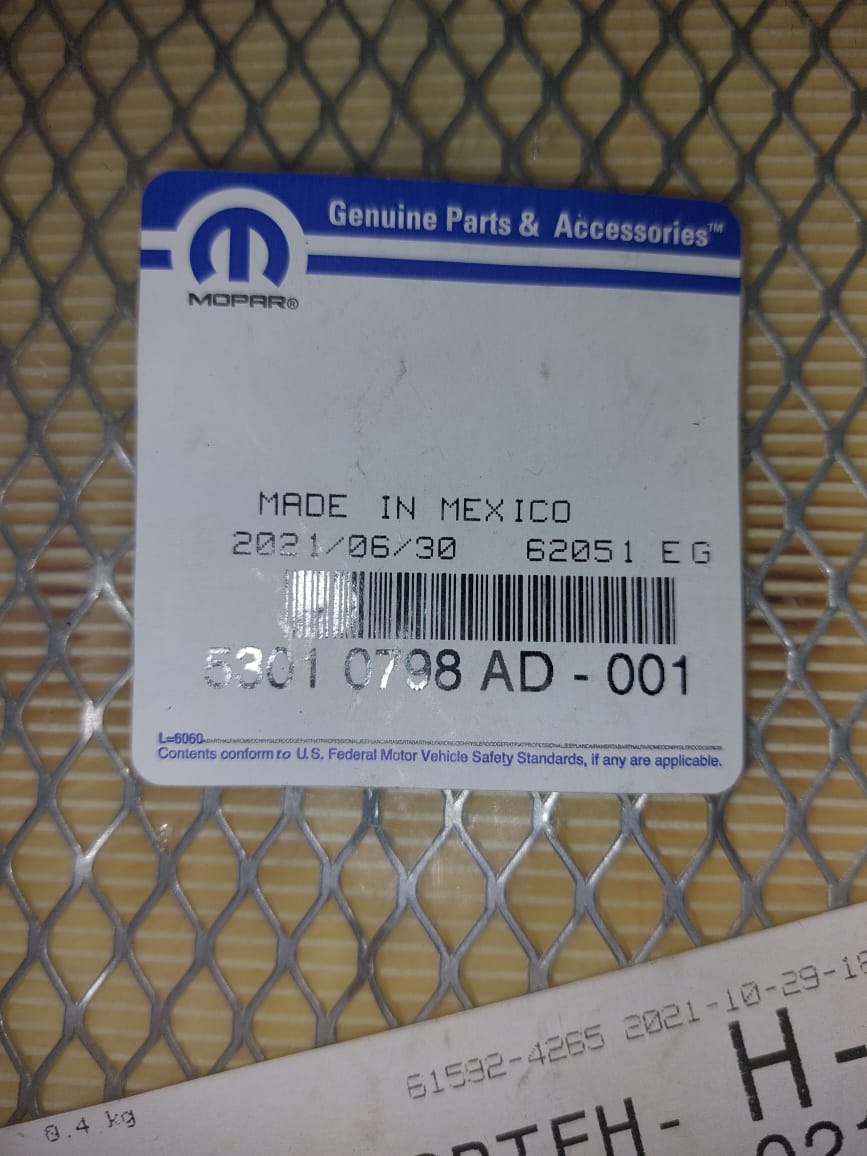 Genuine Parts & Accessories™
MOPAR®
MADE IN MEXICO
2021/06/30 62051 EG
5301 0798 AD - 001
L=6060
Contents conform to U.S. Federal Motor Vehicle Safety Standards, if any are applicable.
61592-4265 2021-10-29-
H-
0.4 kg